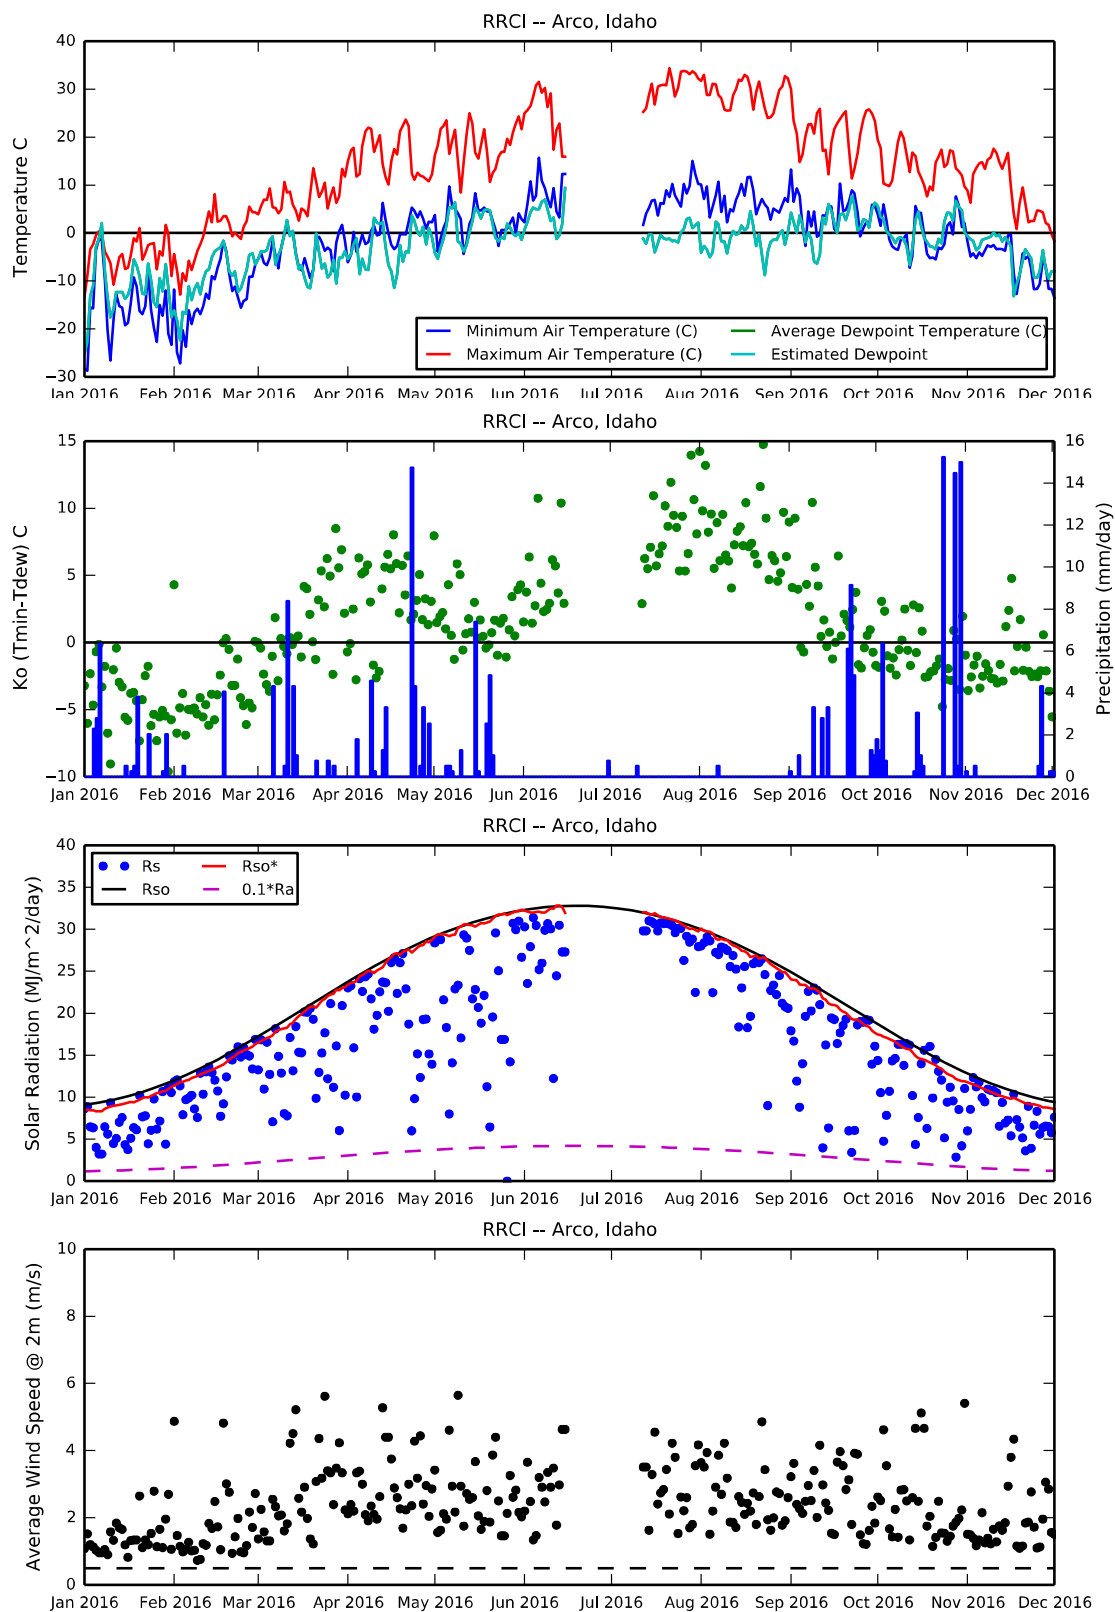 RRCI -- Arco, Idaho
40
30
20
10
0
−10
−20
−30
Temperature C
Minimum Air Temperature (C)
Maximum Air Temperature (C)
Average Dewpoint Temperature (C)
Estimated Dewpoint
Jan 2016 Feb 2016 Mar 2016 Apr 2016 May 2016 Jun 2016 Jul 2016 Aug 2016 Sep 2016 Oct 2016 Nov 2016 Dec 2016
RRCI -- Arco, Idaho
15
10
5
0
−5
−10
Ko (Tmin-Tdew) C
16
14
12
10
8
6
4
2
0
Precipitation (mm/day)
Jan 2016 Feb 2016 Mar 2016 Apr 2016 May 2016 Jun 2016 Jul 2016 Aug 2016 Sep 2016 Oct 2016 Nov 2016 Dec 2016
RRCI -- Arco, Idaho
40
35
30
25
20
15
10
5
0
Solar Radiation (MJ/m^2/day)
Rs
Rso
Rso*
0.1*Ra
Jan 2016 Feb 2016 Mar 2016 Apr 2016 May 2016 Jun 2016 Jul 2016 Aug 2016 Sep 2016 Oct 2016 Nov 2016 Dec 2016
RRCI -- Arco, Idaho
10
8
6
4
2
0
Average Wind Speed @ 2m (m/s)
Jan 2016 Feb 2016 Mar 2016 Apr 2016 May 2016 Jun 2016 Jul 2016 Aug 2016 Sep 2016 Oct 2016 Nov 2016 Dec 2016